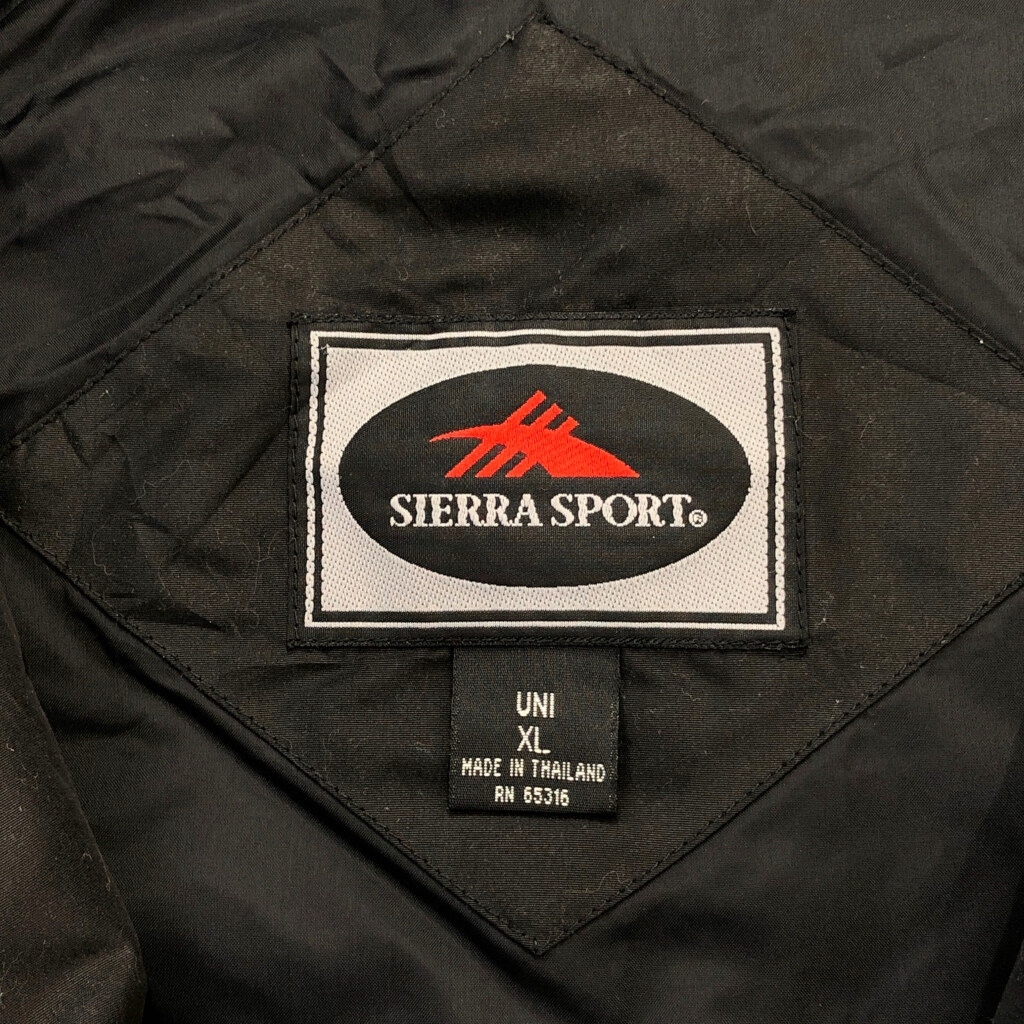 SIERRA SPORT®
UNI
XL
MADE IN THAILAND
RN 65316